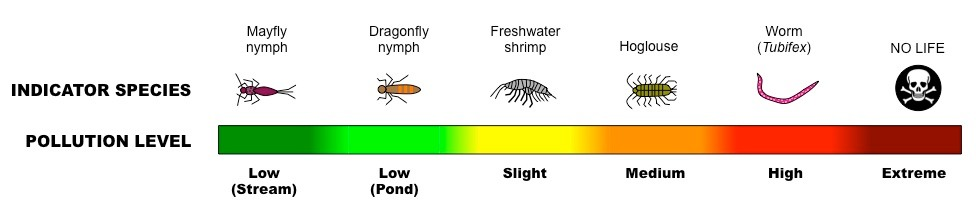 Mayfly
nymph
Dragonfly
nymph
Freshwater
shrimp
Hoglouse
Worm
(Tubifex)
NO LIFE
INDICATOR SPECIES
POLLUTION LEVEL
Low
(Stream)
Low
(Pond)
Slight
Medium
High
Extreme